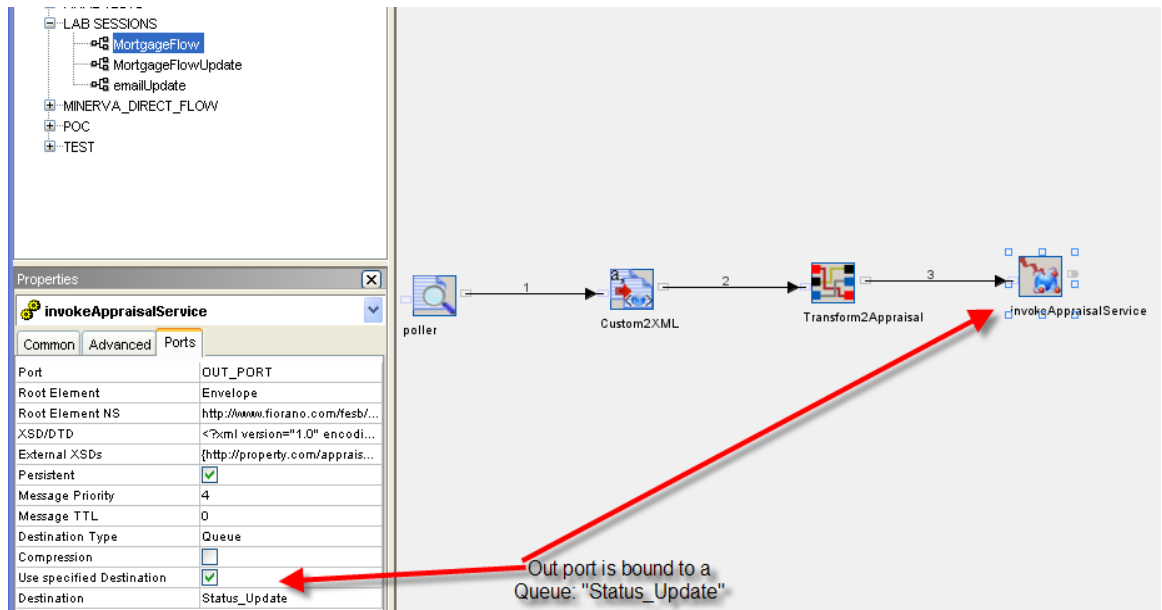 LAB SESSIONS
MortgageFlow
MortgageFlowUpdate
emailUpdate
MINERVA_DIRECT_FLOW
POC
TEST
Properties
invokeAppraisalService
Common Advanced Ports
Port OUT_PORT
Root Element Envelope
Root Element NS http://www.fiorano.com/fesb/...
XSD/DTD <?xml version="1.0" encodi...
External XSDs {http://property.com/apprais...
Persistent
Message Priority 4
Message TTL 0
Destination Type Queue
Compression
Use specified Destination
Destination Status_Update
1
2
3
a,
poller
Custom2XML
Transform2Appraisal
invokeAppraisalService
Out port is bound to a
Queue: "Status_Update"